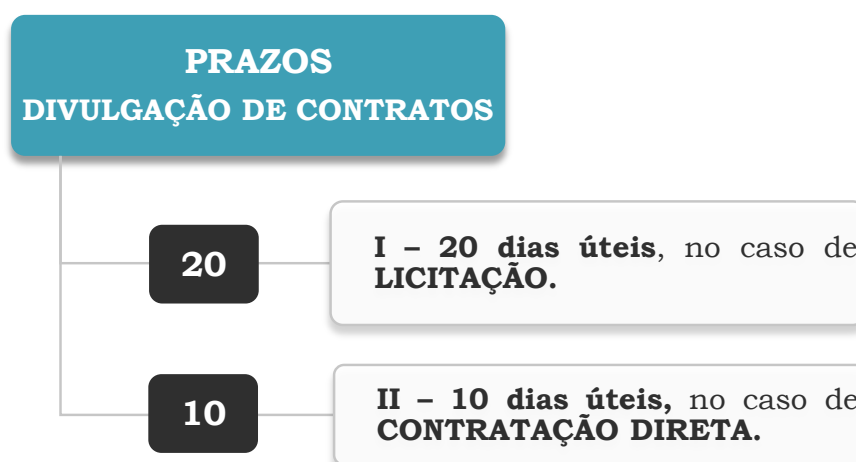 PRAZOS
DIVULGAÇÃO DE CONTRATOS
20
I – 20 dias úteis, no caso de
LICITAÇÃO.
10
II – 10 dias úteis, no caso de
CONTRATAÇÃO DIRETA.